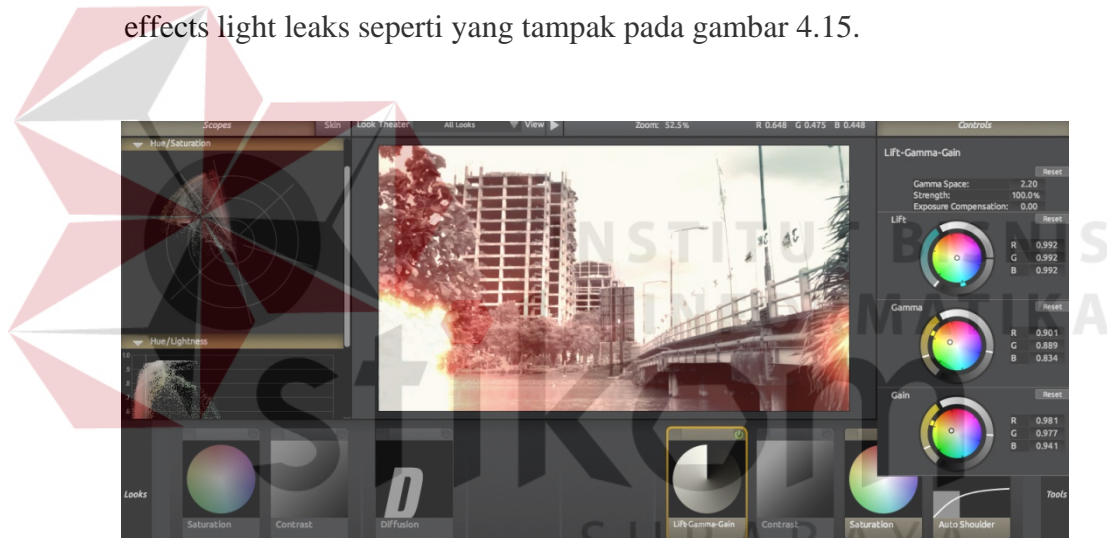 effects light leaks seperti yang tampak pada gambar 4.15.
Scopes Skin Look Theater All Looks View Zoom: 52.5% R 0.648 G 0.475 B 0.448 Controls
Hue/Saturation
Lift-Gamma-Gain
Reset
Gamma Space: 2.20
Strength: 100.0%
Exposure Compensation: 0.00
Lift Reset
R 0.992
G 0.992
B 0.992
Gamma Reset
R 0.901
G 0.889
B 0.834
Hue/Lightness
1.0
Gain Reset
R 0.981
G 0.977
B 0.941
Looks
D
Tools
Saturation Contrast Diffusion Lift-Gamma-Gain Contrast Saturation Auto Shoulder
INSTITUT BISNIS
INFORMATIKA
stikom
SURABAYA